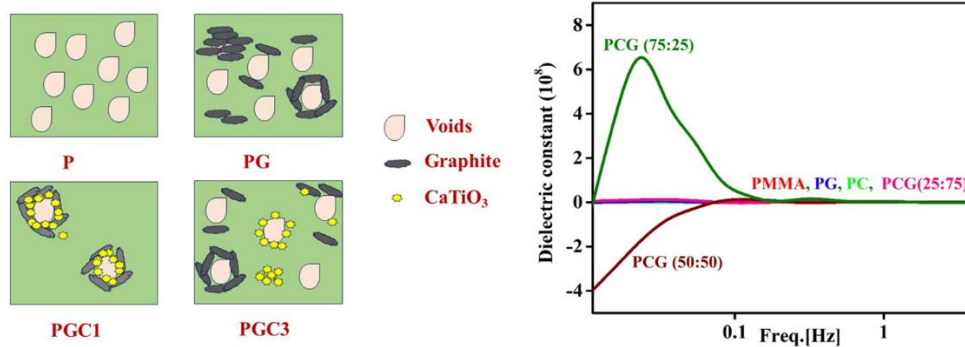 P
PG
PGC1
PGC3
Voids
Graphite
CaTiO₃
Dielectric constant (10⁸)
8
6
4
2
0
-2
-4
PCG (75:25)
PMMA, PG, PC, PCG(25:75)
PCG (50:50)
0.1
1
Freq.[Hz]